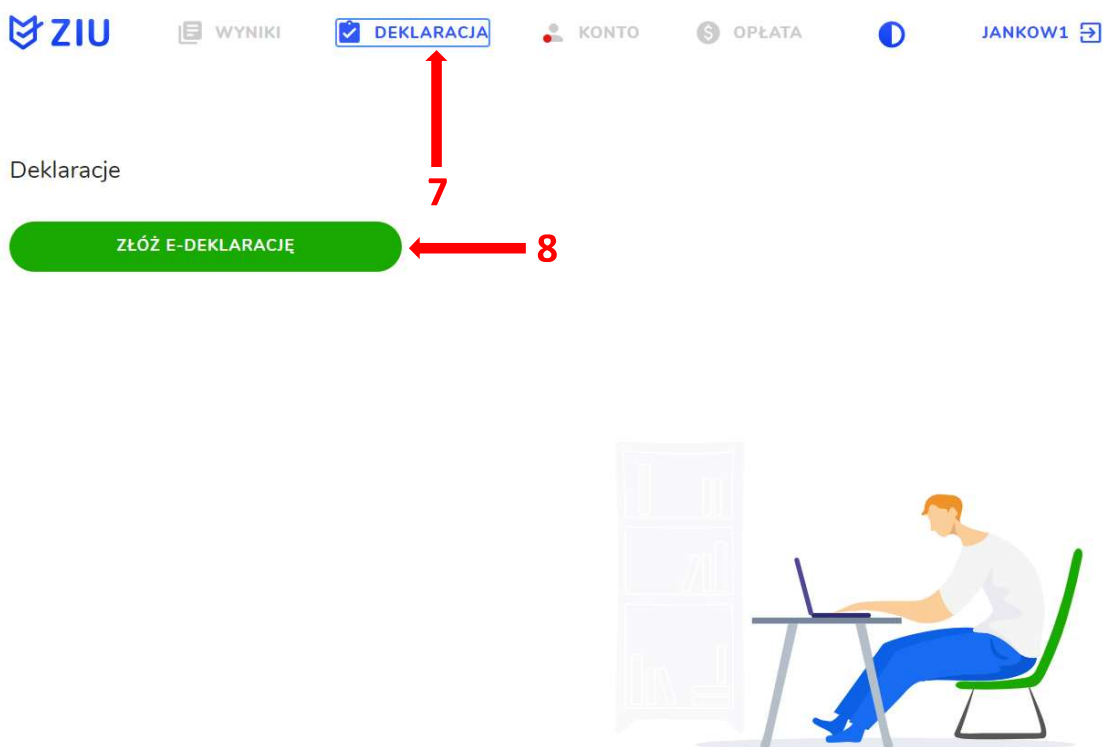 ZIU WYNIKI DEKLARACJA KONTO $ OPŁATA JANKOW1
Deklaracje
7
ZŁÓŻ E-DEKLARACJĘ 8